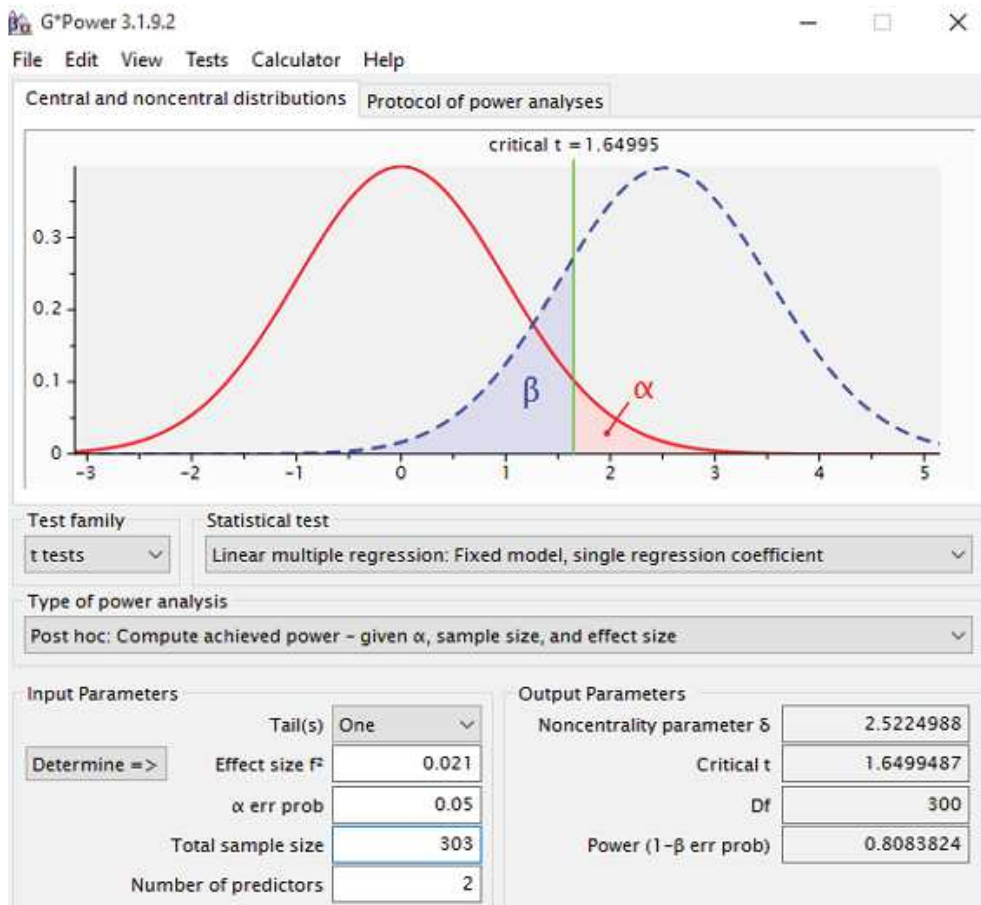 G*Power 3.1.9.2
File Edit View Tests Calculator Help
Central and noncentral distributions Protocol of power analyses
critical t = 1.64995
0.3
0.2
0.1
0
β
α
-3 -2 -1 0 1 2 3 4 5
Test family Statistical test
t tests Linear multiple regression: Fixed model, single regression coefficient
Type of power analysis
Post hoc: Compute achieved power - given α, sample size, and effect size
Input Parameters Output Parameters
Tail(s) One Noncentrality parameter δ 2.5224988
Determine => Effect size f² 0.021 Critical t 1.6499487
α err prob 0.05 Df 300
Total sample size 303 Power (1-β err prob) 0.8083824
Number of predictors 2